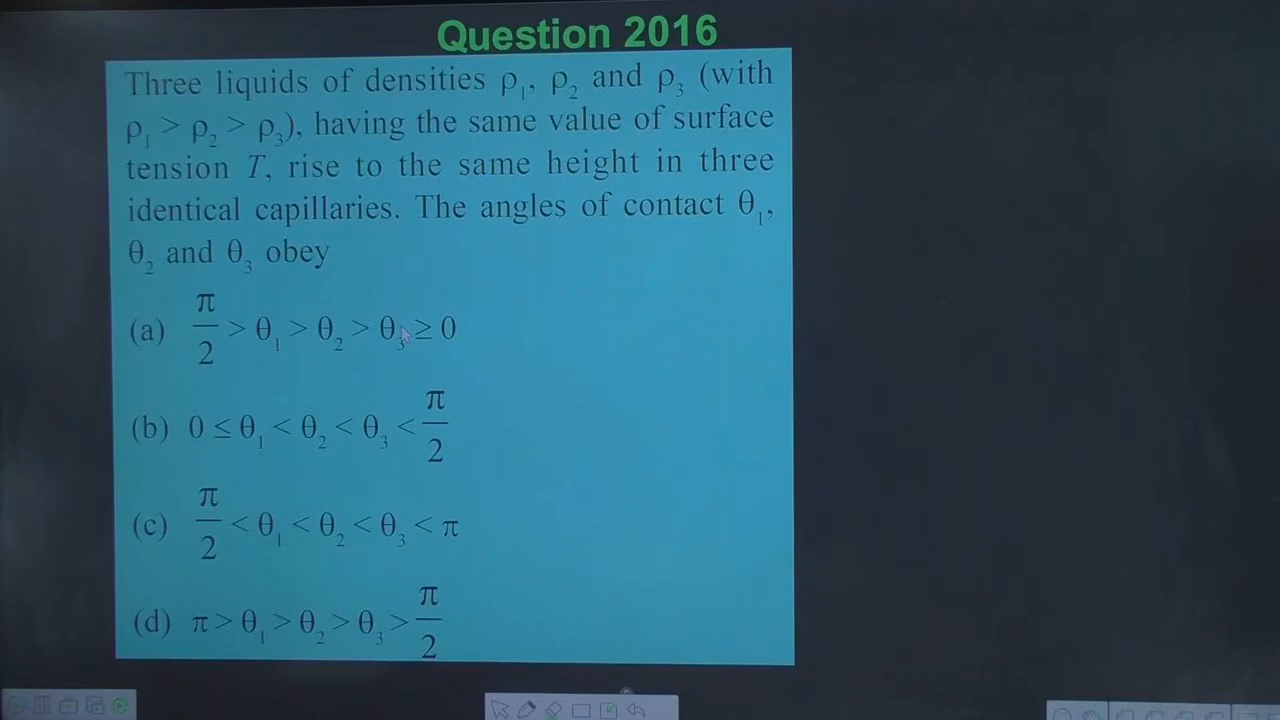 Question 2016
Three liquids of densities ρ₁, ρ₂ and ρ₃ (with
ρ₁ > ρ₂ > ρ₃), having the same value of surface
tension T, rise to the same height in three
identical capillaries. The angles of contact θ₁,
θ₂ and θ₃ obey
(a) π/2 > θ₁ > θ₂ > θ₃ ≥ 0
(b) 0 ≤ θ₁ < θ₂ < θ₃ < π/2
(c) π/2 < θ₁ < θ₂ < θ₃ < π
(d) π > θ₁ > θ₂ > θ₃ > π/2